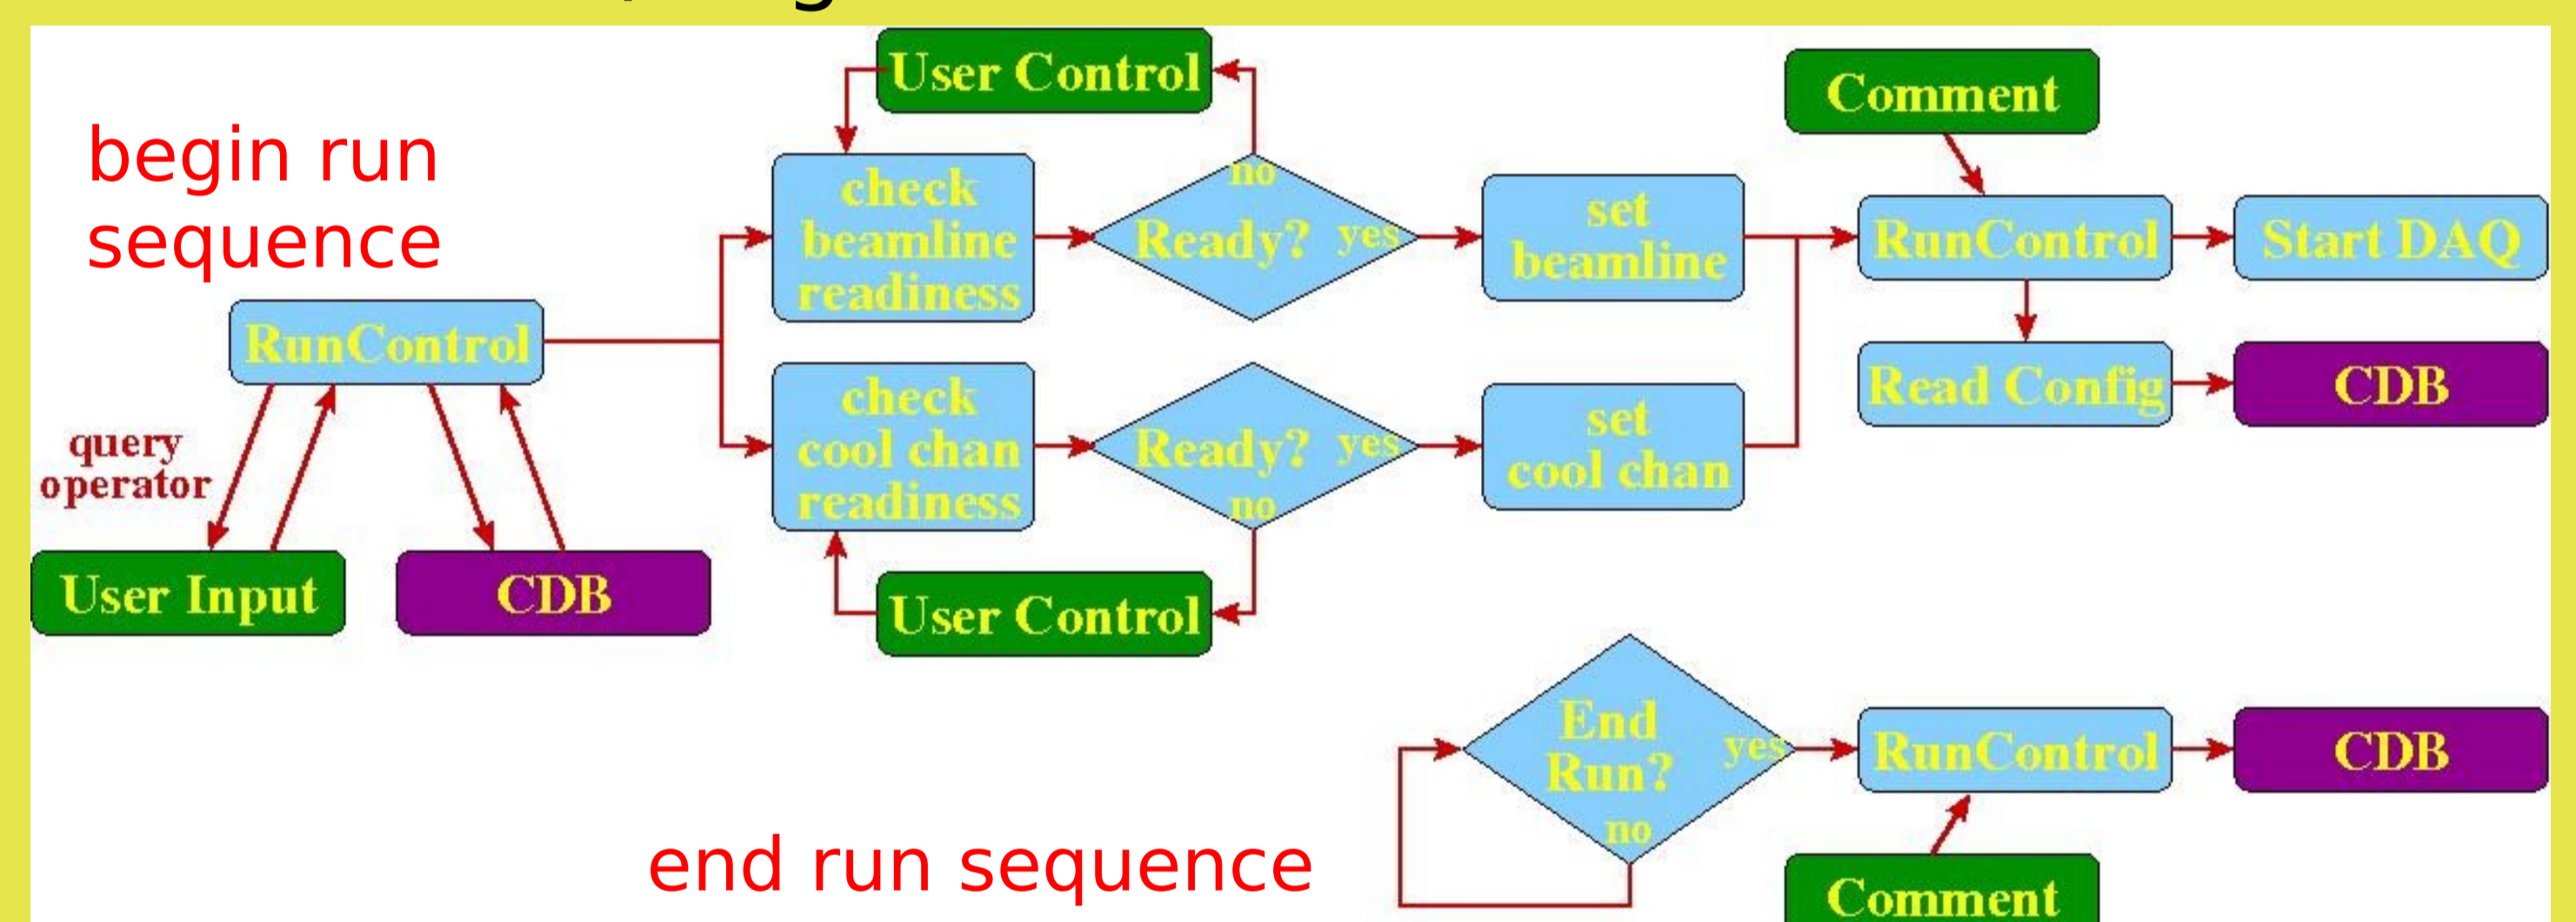 begin run
sequence
User Control
Comment
check
beamline
readiness
no
Ready? yes
set
beamline
RunControl
Start DAQ
RunControl
Read Config
CDB
check
cool chan
readiness
Ready? yes
no
set
cool chan
query
operator
User Input
CDB
User Control
End
Run?
yes
no
RunControl
CDB
end run sequence
Comment